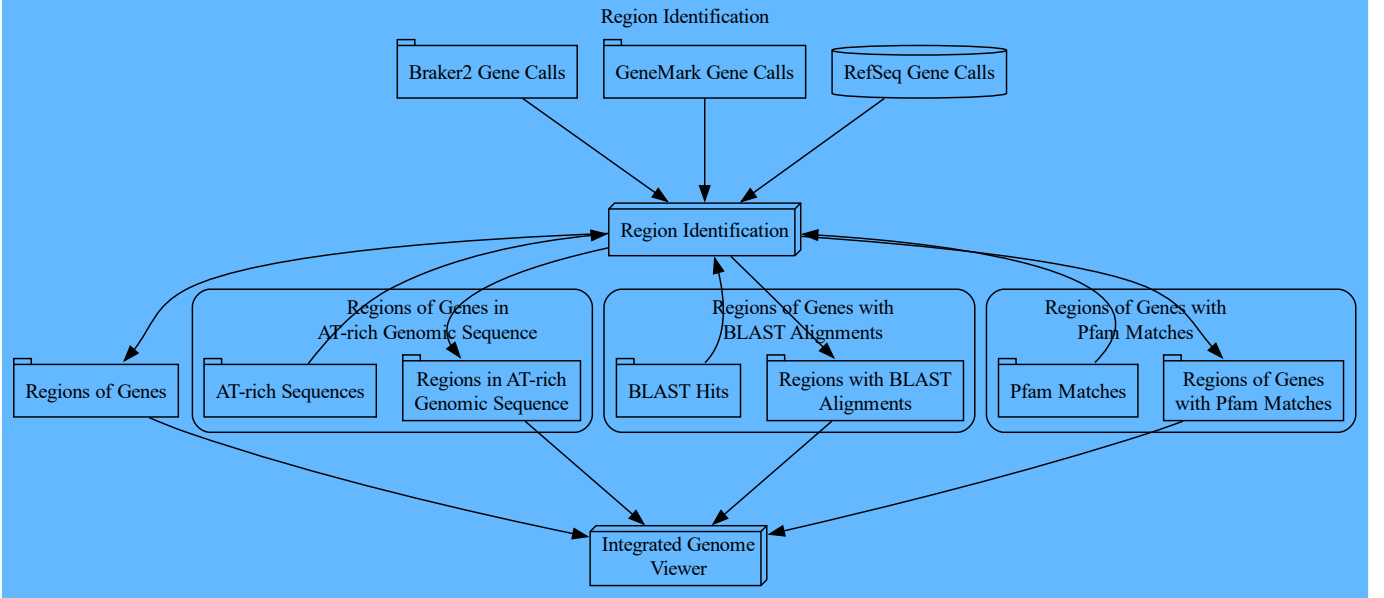 Region Identification
Braker2 Gene Calls
GeneMark Gene Calls
RefSeq Gene Calls
Region Identification
Regions of Genes in
AT-rich Genomic Sequence
Regions of Genes with
BLAST Alignments
Regions of Genes with
Pfam Matches
Regions of Genes
AT-rich Sequences
Regions in AT-rich
Genomic Sequence
BLAST Hits
Regions with BLAST
Alignments
Pfam Matches
Regions of Genes
with Pfam Matches
Integrated Genome
Viewer